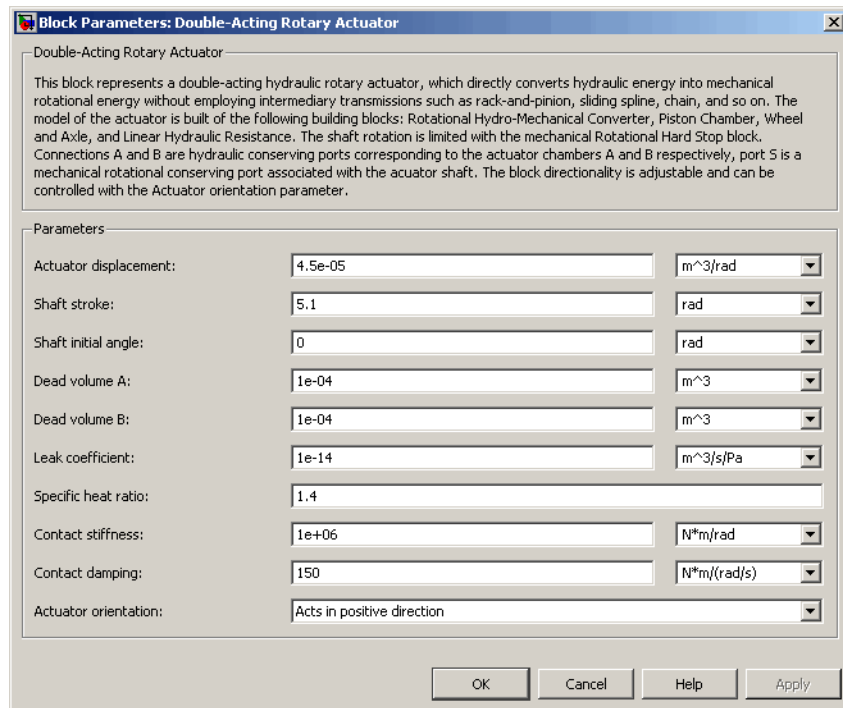 Block Parameters: Double-Acting Rotary Actuator
Double-Acting Rotary Actuator
This block represents a double-acting hydraulic rotary actuator, which directly converts hydraulic energy into mechanical
rotational energy without employing intermediary transmissions such as rack-and-pinion, sliding spline, chain, and so on. The
model of the actuator is built of the following building blocks: Rotational Hydro-Mechanical Converter, Piston Chamber, Wheel
and Axle, and Linear Hydraulic Resistance. The shaft rotation is limited with the mechanical Rotational Hard Stop block.
Connections A and B are hydraulic conserving ports corresponding to the actuator chambers A and B respectively, port S is a
mechanical rotational conserving port associated with the acuator shaft. The block directionality is adjustable and can be
controlled with the Actuator orientation parameter.
Parameters
Actuator displacement: 4.5e-05 m^3/rad
Shaft stroke: 5.1 rad
Shaft initial angle: 0 rad
Dead volume A: 1e-04 m^3
Dead volume B: 1e-04 m^3
Leak coefficient: 1e-14 m^3/s/Pa
Specific heat ratio: 1.4
Contact stiffness: 1e+06 N*m/rad
Contact damping: 150 N*m/(rad/s)
Actuator orientation: Acts in positive direction
OK Cancel Help Apply